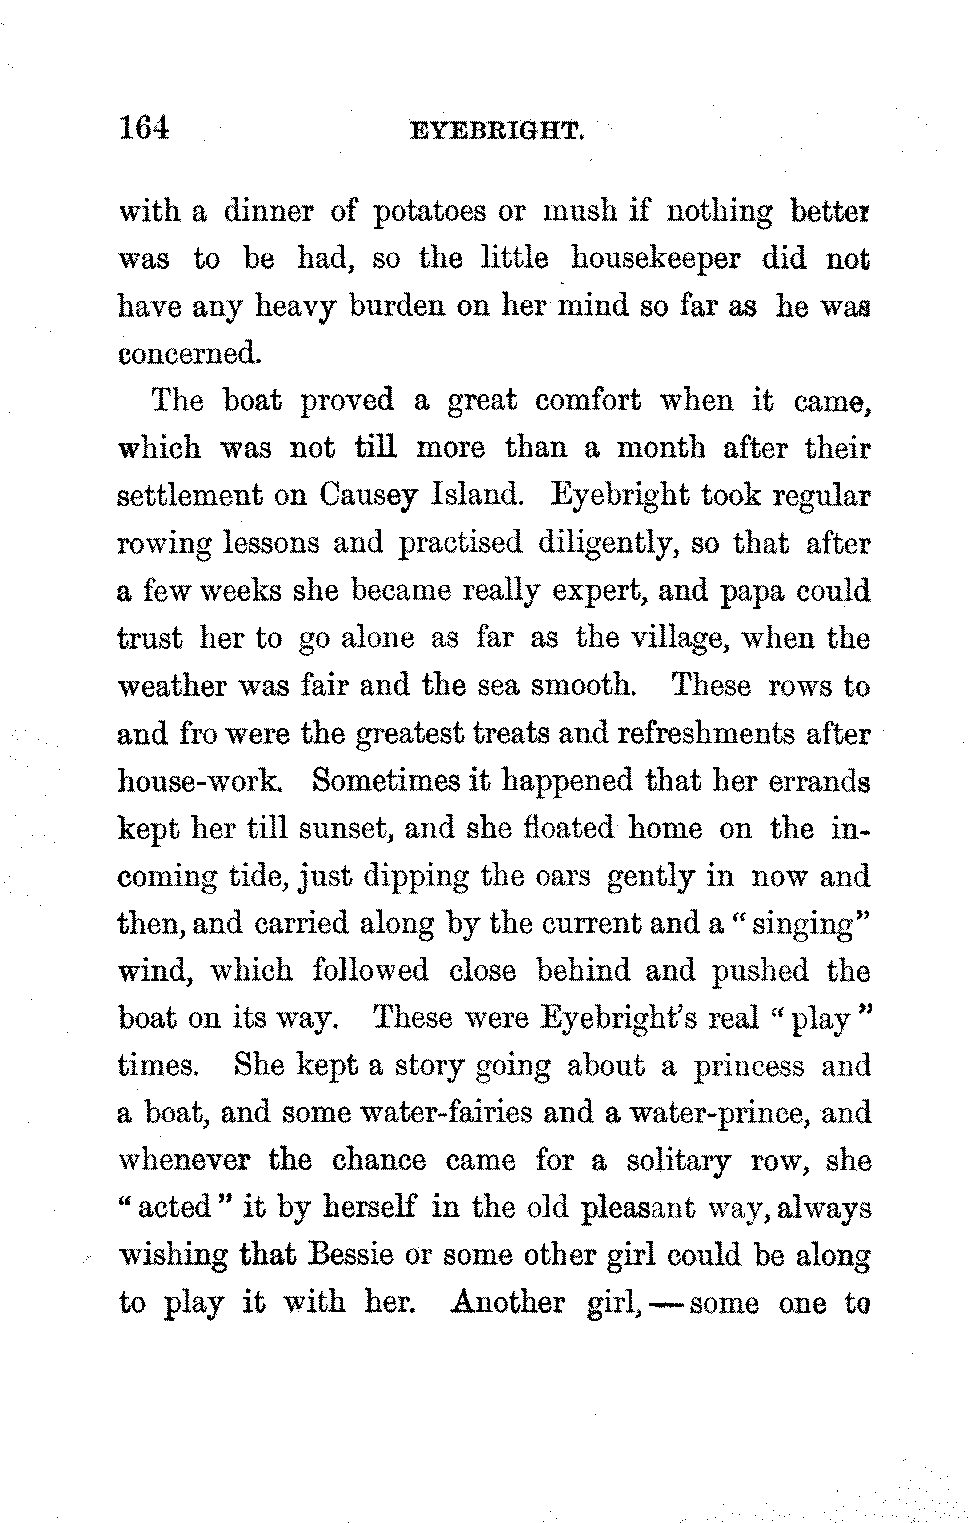 164 EYEBRIGHT.
with a dinner of potatoes or mush if nothing better
was to be had, so the little housekeeper did not
have any heavy burden on her mind so far as he was
concerned.
The boat proved a great comfort when it came,
which was not till more than a month after their
settlement on Causey Island. Eyebright took regular
rowing lessons and practised diligently, so that after
a few weeks she became really expert, and papa could
trust her to go alone as far as the village, when the
weather was fair and the sea smooth. These rows to
and fro were the greatest treats and refreshments after
house-work. Sometimes it happened that her errands
kept her till sunset, and she floated home on the in-
coming tide, just dipping the oars gently in now and
then, and carried along by the current and a “singing”
wind, which followed close behind and pushed the
boat on its way. These were Eyebright's real “play”
times. She kept a story going about a princess and
a boat, and some water-fairies and a water-prince, and
whenever the chance came for a solitary row, she
“acted” it by herself in the old pleasant way, always
wishing that Bessie or some other girl could be along
to play it with her. Another girl,—some one to